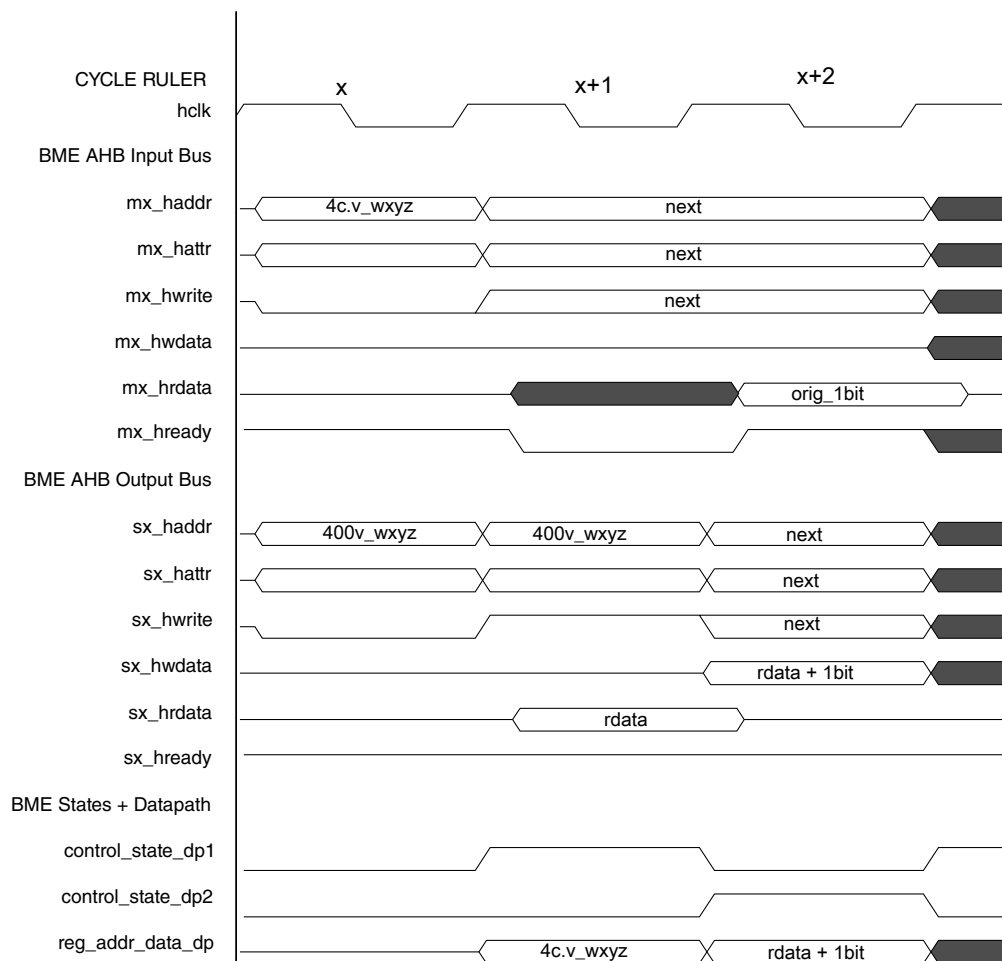 CYCLE RULER x x+1 x+2
hclk
BME AHB Input Bus
mx_haddr 4c.v_wxyz next
mx_hattr next
mx_hwrite next
mx_hwdata
mx_hrdata orig_1bit
mx_hready
BME AHB Output Bus
sx_haddr 400v_wxyz 400v_wxyz next
sx_hattr next
sx_hwrite next
sx_hwdata rdata + 1bit
sx_hrdata rdata
sx_hready
BME States + Datapath
control_state_dp1
control_state_dp2
reg_addr_data_dp 4c.v_wxyz rdata + 1bit